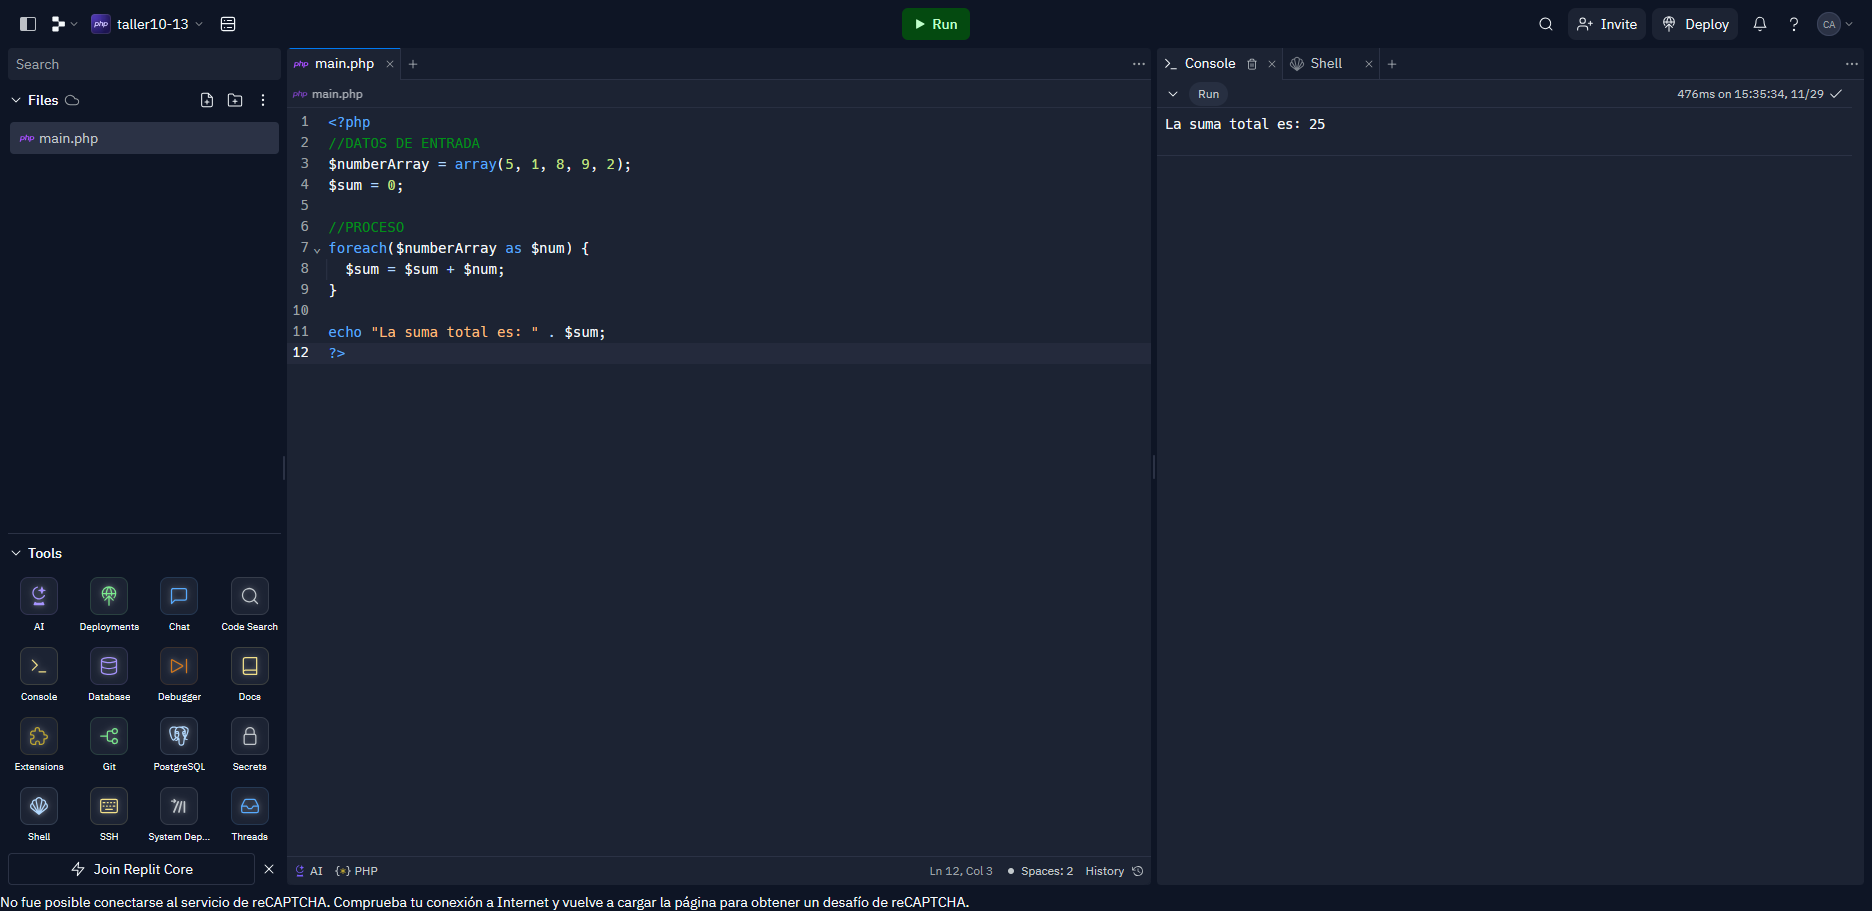 php taller10-13
Run
Invite
Deploy
CA
Search
Files
php main.php
php main.php
php main.php
1 <?php
2 //DATOS DE ENTRADA
3 $numberArray = array(5, 1, 8, 9, 2);
4 $sum = 0;
5
6 //PROCESO
7 foreach($numberArray as $num) {
8 $sum = $sum + $num;
9 }
10
11 echo "La suma total es: " . $sum;
12 ?>
Console
Shell
Run
476ms on 15:35:34, 11/29
La suma total es: 25
Tools
AI Deployments Chat Code Search
Console Database Debugger Docs
Extensions Git PostgreSQL Secrets
Shell SSH System Dep... Threads
Join Replit Core
AI {*} PHP
Ln 12, Col 3 Spaces: 2 History
No fue posible conectarse al servicio de reCAPTCHA. Comprueba tu conexión a Internet y vuelve a cargar la página para obtener un desafío de reCAPTCHA.